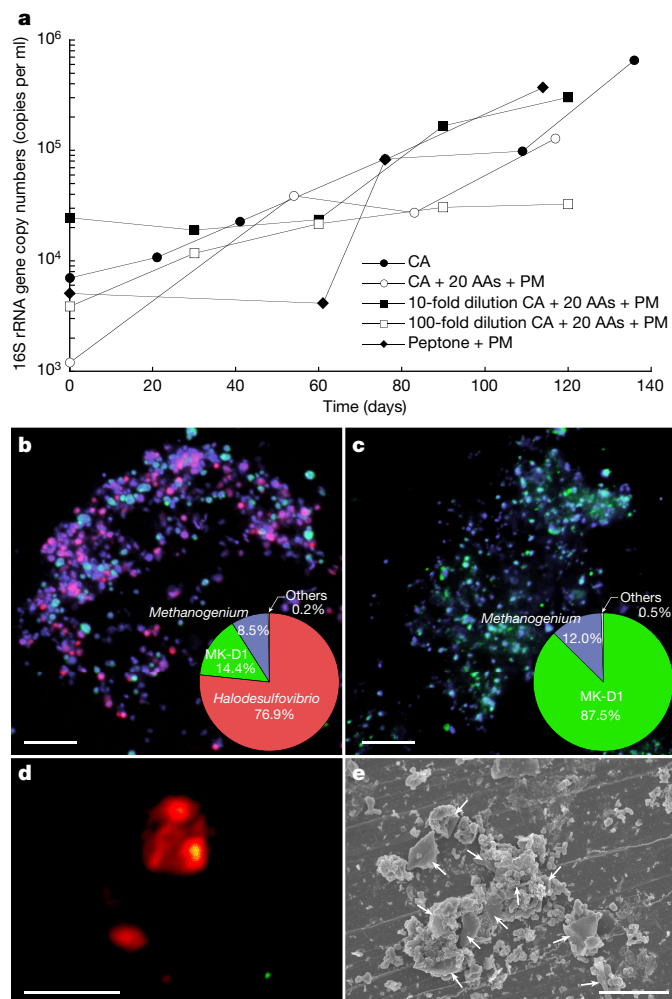 a
16S rRNA gene copy numbers (copies per ml)
10⁶
10⁵
10⁴
10³
0
20
40
60
80
100
120
140
Time (days)
CA
CA + 20 AAs + PM
10-fold dilution CA + 20 AAs + PM
100-fold dilution CA + 20 AAs + PM
Peptone + PM
b
Others
0.2%
Methanogenium
8.5%
MK-D1
14.4%
Halodesulfovibrio
76.9%
c
Others
0.5%
Methanogenium
12.0%
MK-D1
87.5%
d
e